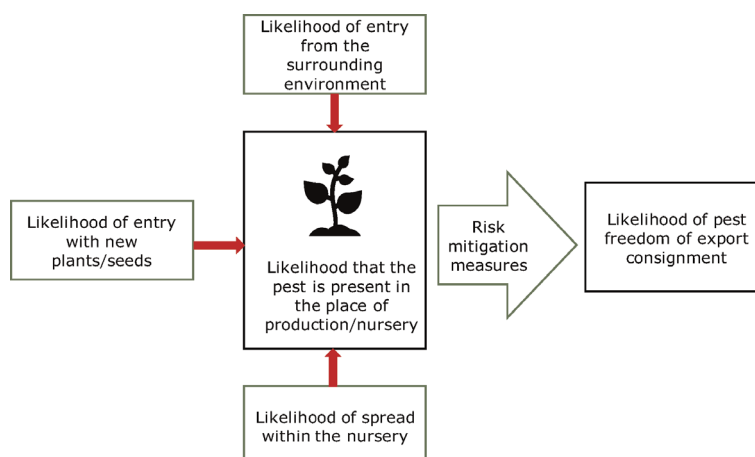 Likelihood of entry
from the
surrounding
environment
Likelihood of entry
with new
plants/seeds
Likelihood that the
pest is present in
the place of
production/nursery
Risk
mitigation
measures
Likelihood of pest
freedom of export
consignment
Likelihood of spread
within the nursery